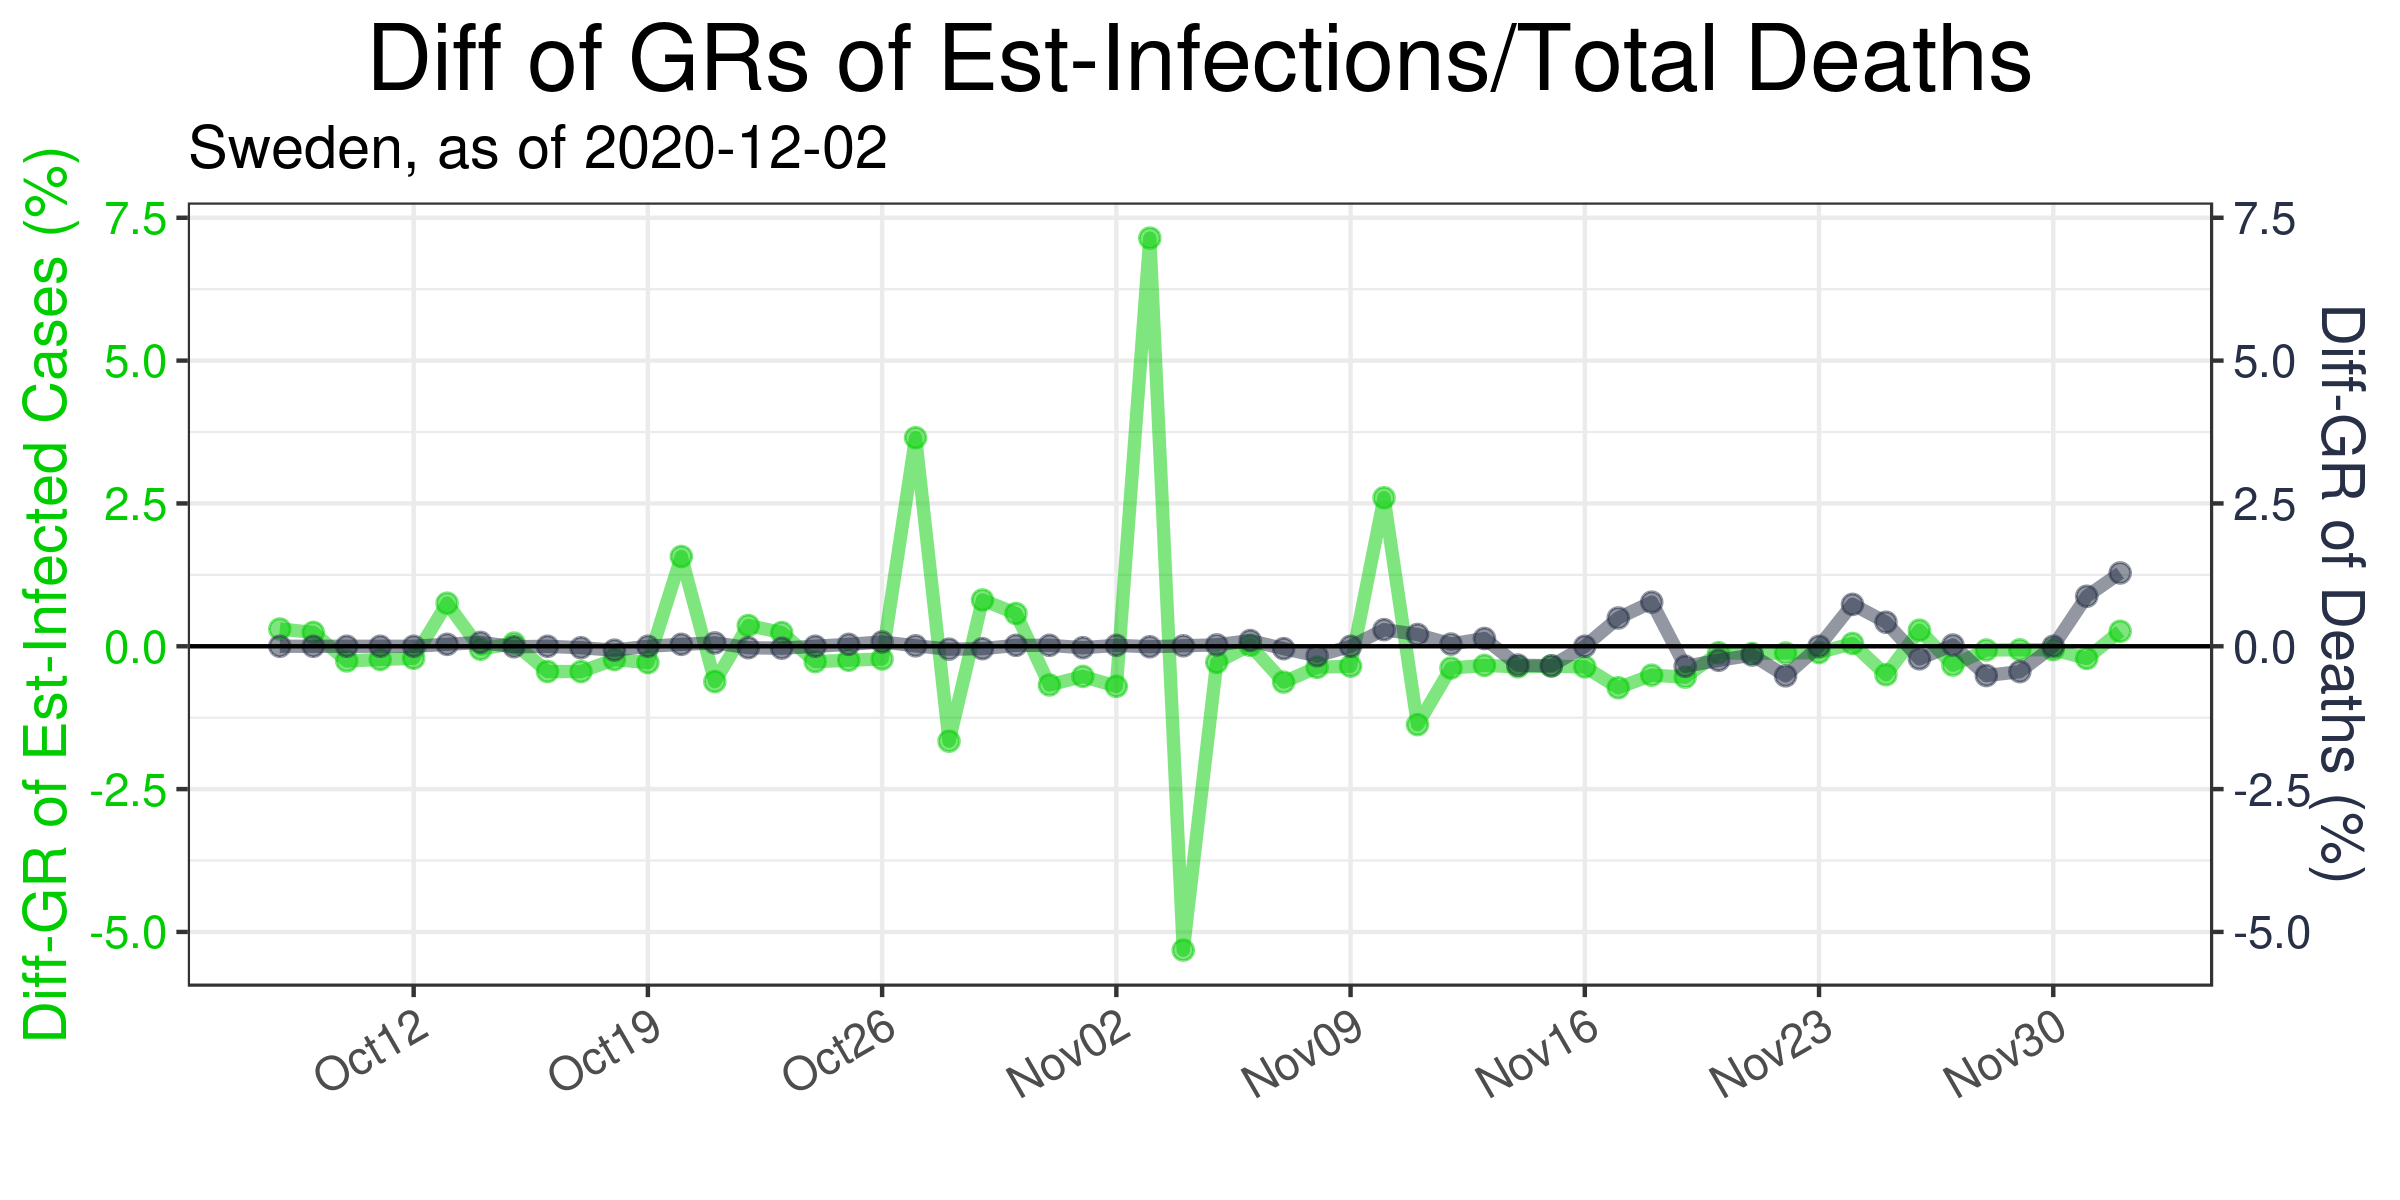 Diff of GRs of Est-Infections/Total Deaths
Sweden, as of 2020-12-02
Diff-GR of Est-Infected Cases (%)
7.5
5.0
2.5
0.0
-2.5
-5.0
7.5
5.0
2.5
0.0
-2.5
-5.0
Diff-GR of Deaths (%)
Oct12
Oct19
Oct26
Nov02
Nov09
Nov16
Nov23
Nov30